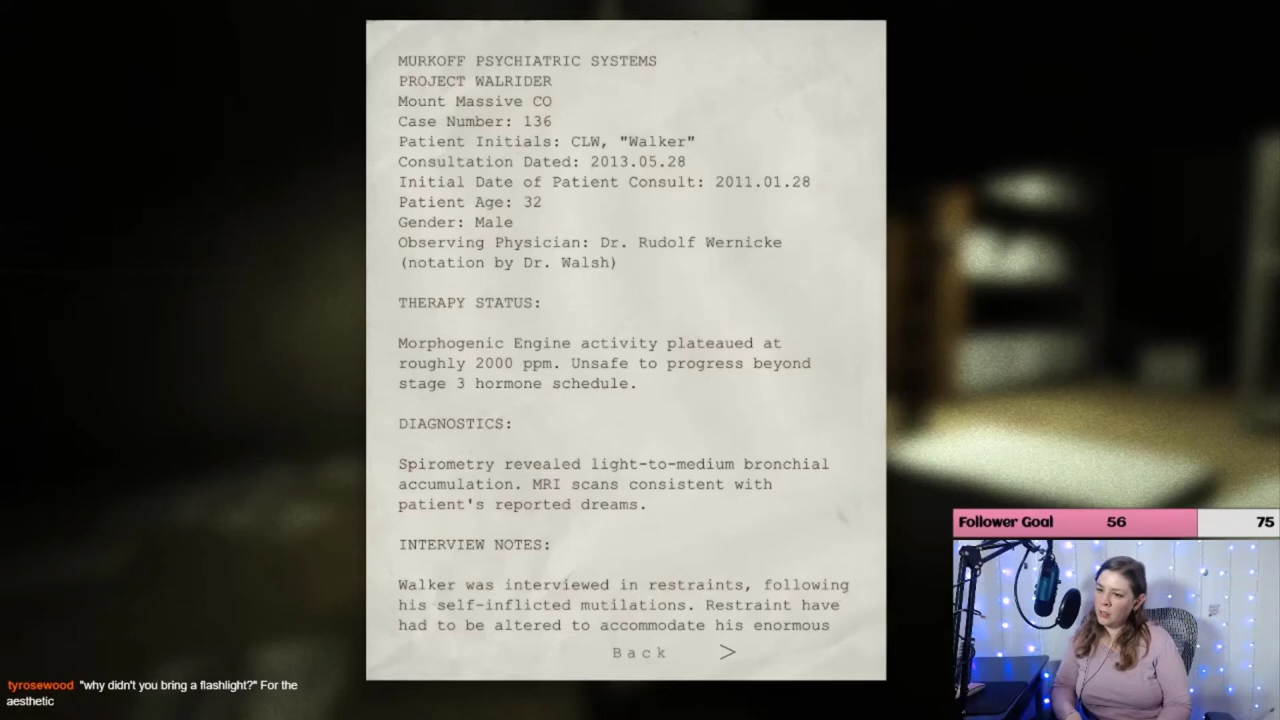 MURKOFF PSYCHIATRIC SYSTEMS
PROJECT WALRIDER
Mount Massive CO
Case Number: 136
Patient Initials: CLW, "Walker"
Consultation Dated: 2013.05.28
Initial Date of Patient Consult: 2011.01.28
Patient Age: 32
Gender: Male
Observing Physician: Dr. Rudolf Wernicke
(notation by Dr. Walsh)
THERAPY STATUS:
Morphogenic Engine activity plateaued at
roughly 2000 ppm. Unsafe to progress beyond
stage 3 hormone schedule.
DIAGNOSTICS:
Spirometry revealed light-to-medium bronchial
accumulation. MRI scans consistent with
patient's reported dreams.
INTERVIEW NOTES:
Walker was interviewed in restraints, following
his self-inflicted mutilations. Restraint have
had to be altered to accommodate his enormous
Back >
Follower Goal 56 75
tyrosewood "why didn't you bring a flashlight?" For the
aesthetic